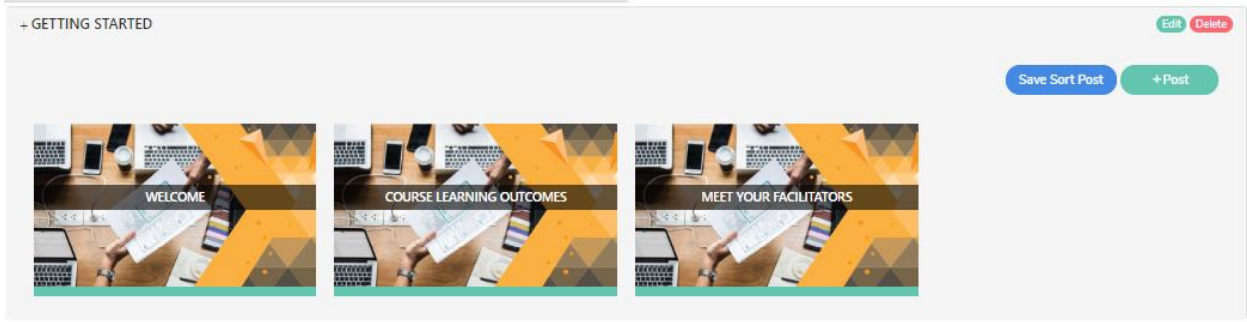 + GETTING STARTED
Edit Delete
Save Sort Post +Post
WELCOME
COURSE LEARNING OUTCOMES
MEET YOUR FACILITATORS